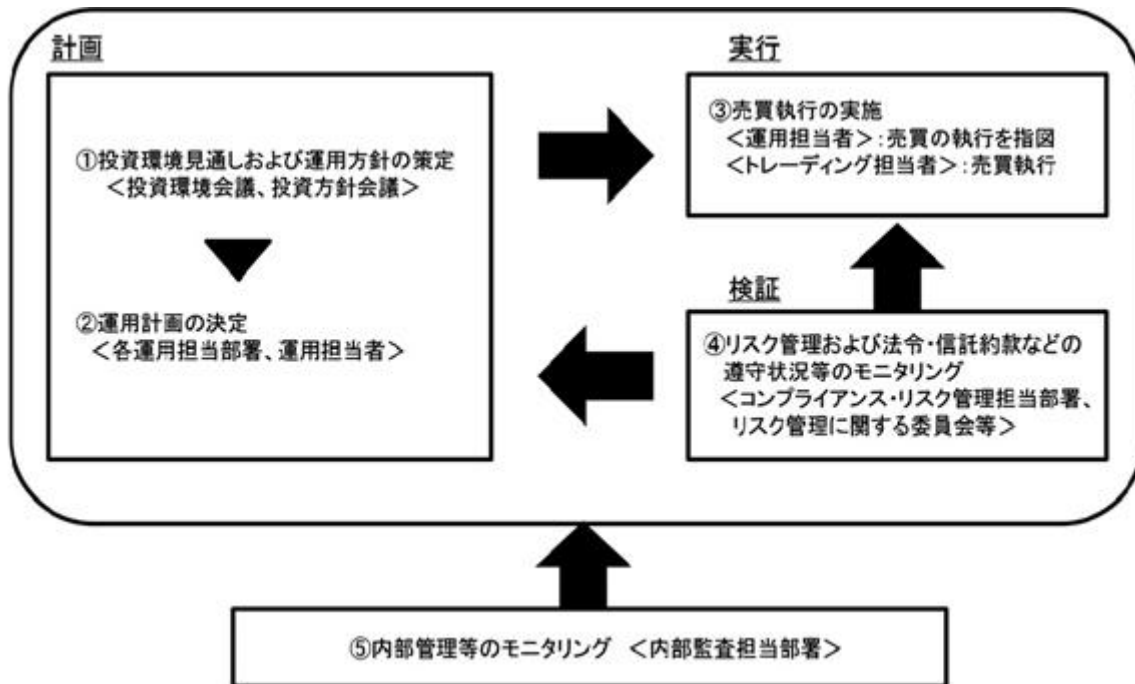 計画
①投資環境見通しおよび運用方針の策定
＜投資環境会議、投資方針会議＞
②運用計画の決定
＜各運用担当部署、運用担当者＞
実行
③売買執行の実施
＜運用担当者＞:売買の執行を指図
＜トレーディング担当者＞:売買執行
検証
④リスク管理および法令・信託約款などの
遵守状況等のモニタリング
＜コンプライアンス・リスク管理担当部署、
リスク管理に関する委員会等＞
⑤内部管理等のモニタリング ＜内部監査担当部署＞